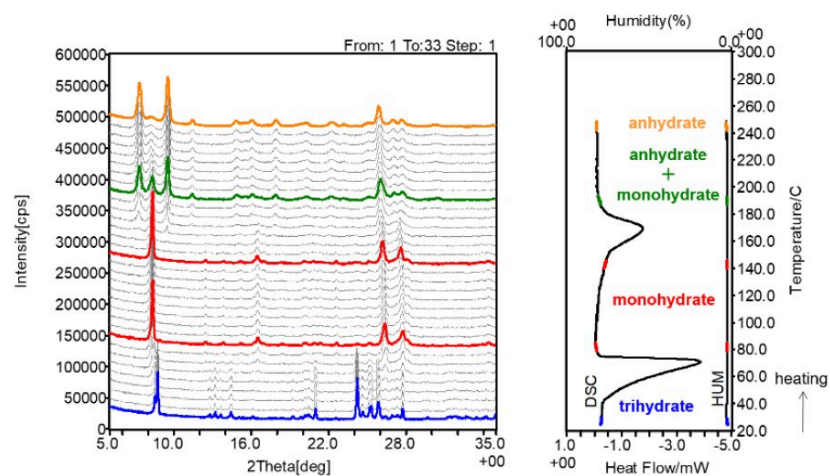 From: 1 To:33 Step: 1
600000
550000
500000
450000
400000
350000
300000
250000
200000
150000
100000
50000
0
Intensity[cps]
5.0 10.0 16.0 22.0 28.0 35.0
+00
2Theta[deg]
+00 Humidity(%) +00
100.0 0.0
300.0
280.0
260.0
240.0
220.0
200.0
180.0
160.0
140.0
120.0
100.0
80.0
60.0
40.0
20.0
Temperature/C
anhydrate
anhydrate
+
monohydrate
monohydrate
trihydrate
DSC
HUM
heating
1.0 -1.0 -3.0 -5.0
+00 +00
Heat Flow/mW